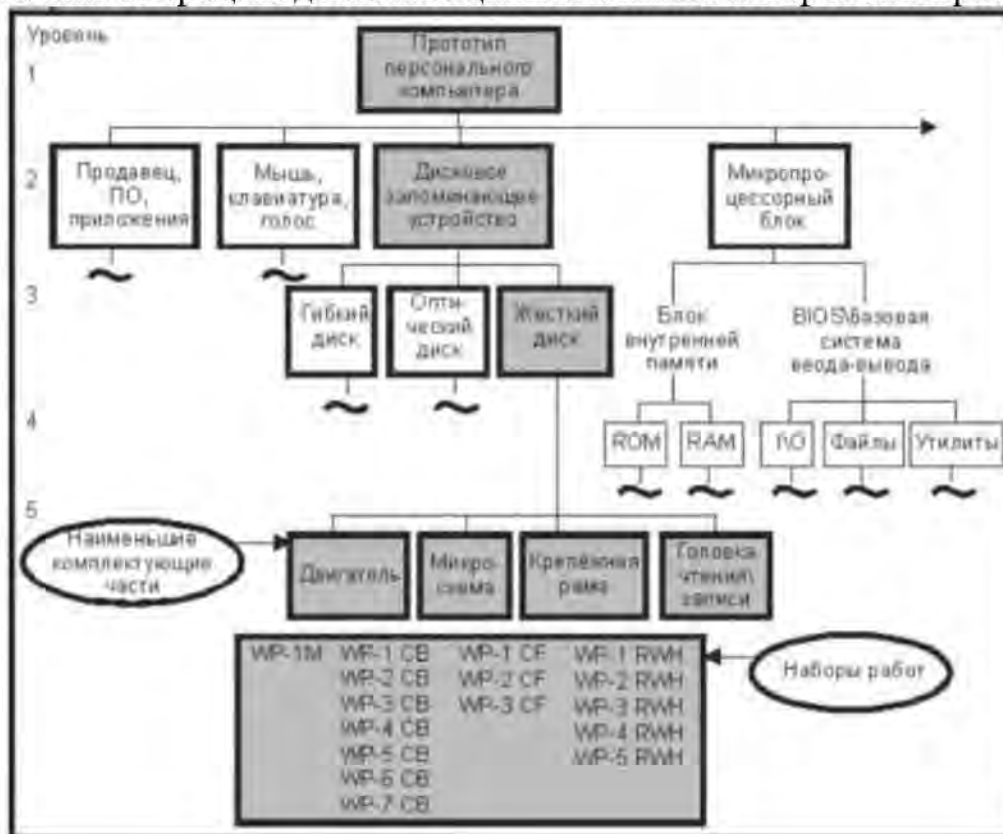 Уровень
1
Прототип
персонального
компьютера
2
Продавец,
ПО,
приложения
Мышь,
клавиатура,
голос
Дисковое
запоминающее
устройство
Микропро-
цессорный
блок
3
Гибкий
диск
Опти-
ческий
диск
Жесткий
диск
Блок
внутренней
памяти
BIOS\базовая
система
ввода-вывода
4
ROM
RAM
I\O
Файлы
Утилиты
5
Наименьшие
комплектующие
части
Двигатель
Микро-
схема
Крепёжная
рама
Головка
чтения\
записи
WP-1M WP-1 CB WP-1 CF WP-1 RWH
WP-2 CB WP-2 CF WP-2 RWH
WP-3 CB WP-3 CF WP-3 RWH
WP-4 CB WP-4 RWH
WP-5 CB WP-5 RWH
WP-6 CB
WP-7 CB
Наборы работ